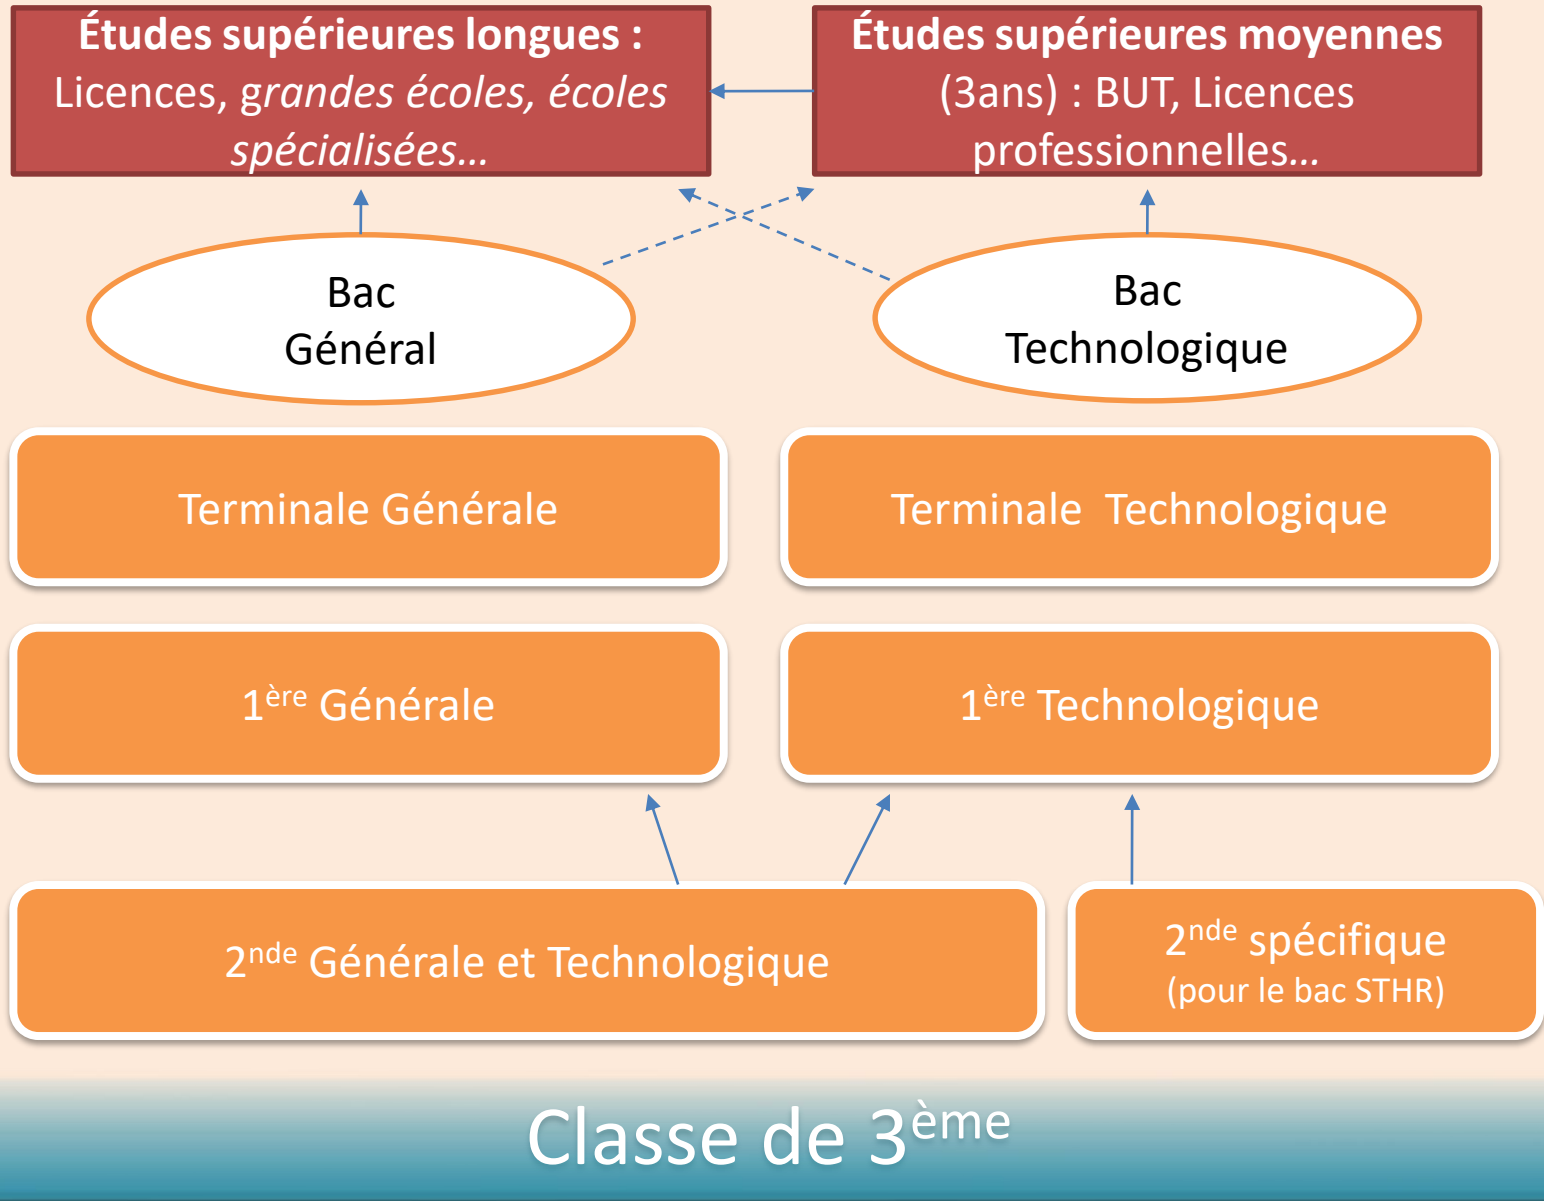 Études supérieures longues :
Licences, grandes écoles, écoles
spécialisées…
Études supérieures moyennes
(3ans) : BUT, Licences
professionnelles…
Bac
Général
Bac
Technologique
Terminale Générale
Terminale  Technologique
1ère Générale
1ère Technologique
2nde Générale et Technologique
2nde spécifique
(pour le bac STHR)
Classe de 3ème